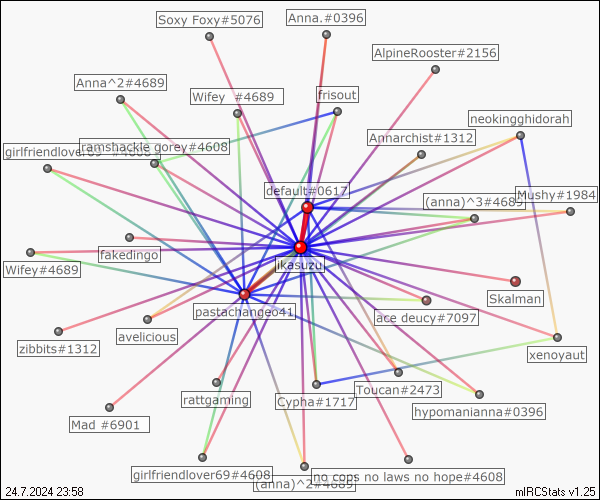 Soxy Foxy#5076
Anna.#0396
AlpineRooster#2156
Anna^2#4689
Wifey  #4689
frisout
neokingghidorah
Annarchist#1312
ramshackle gorey#4608
girlfriendlover69 #4608
default#0617
(anna)^3#4689
Mushy#1984
fakedingo
ikasuzu
Wifey#4689
Skalman
pastachangeo41
ace deucy#7097
avelicious
zibbits#1312
xenoyaut
Toucan#2473
rattgaming
Cypha#1717
hypomanianna#0396
Mad #6901
girlfriendlover69#4608
no cops no laws no hope#4608
(anna)^2#4689
24.7.2024 23:58
mIRCStats v1.25